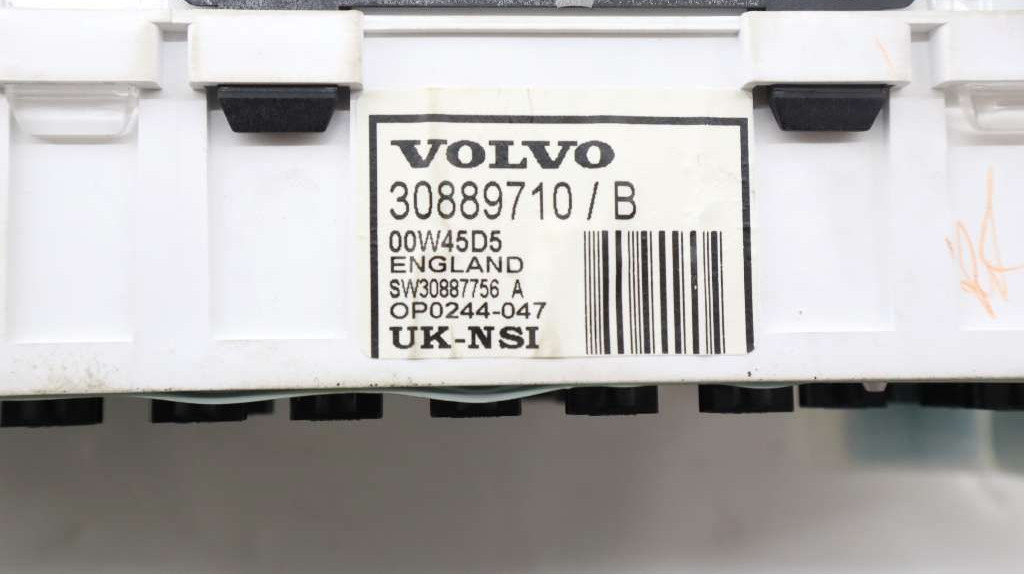 VOLVO
30889710 / B
00W45D5
ENGLAND
SW30887756 A
OP0244-047
UK-NSI